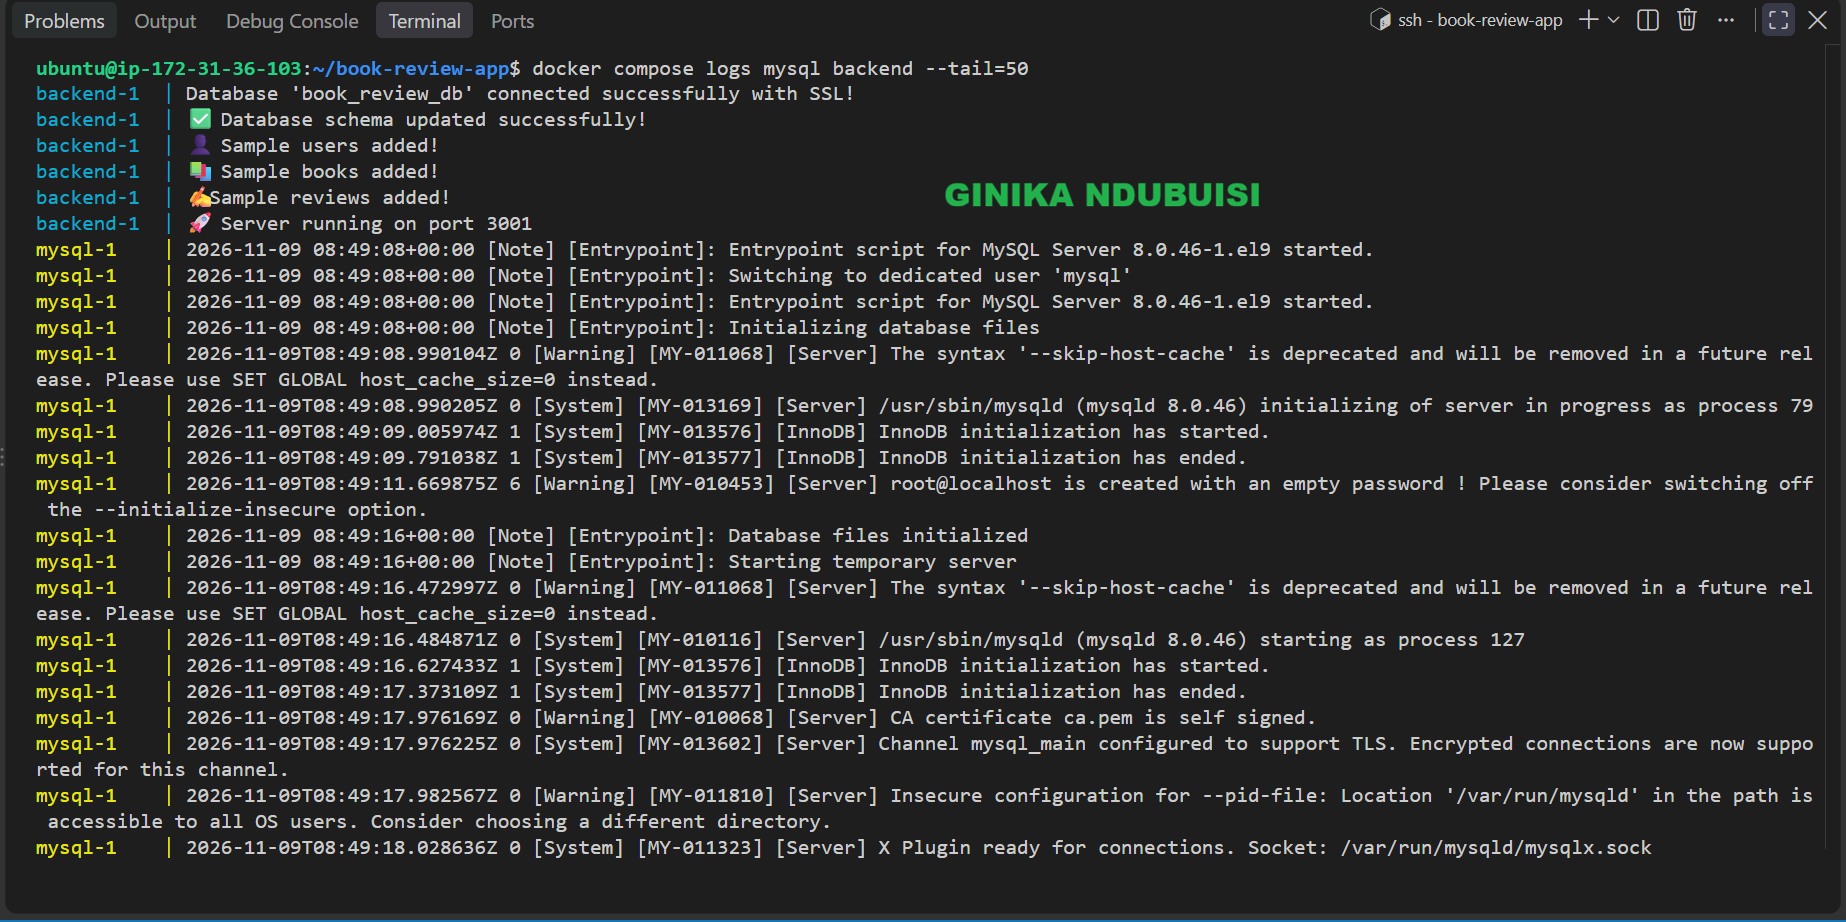 Problems Output Debug Console Terminal Ports ssh - book-review-app
ubuntu@ip-172-31-36-103:~/book-review-app$ docker compose logs mysql backend --tail=50
backend-1 | Database 'book_review_db' connected successfully with SSL!
backend-1 | ✅ Database schema updated successfully!
backend-1 | 👤 Sample users added!
backend-1 | 📚 Sample books added!
backend-1 | ✍️Sample reviews added!
GINIKA NDUBUISI
backend-1 | 🚀 Server running on port 3001
mysql-1 | 2026-11-09 08:49:08+00:00 [Note] [Entrypoint]: Entrypoint script for MySQL Server 8.0.46-1.el9 started.
mysql-1 | 2026-11-09 08:49:08+00:00 [Note] [Entrypoint]: Switching to dedicated user 'mysql'
mysql-1 | 2026-11-09 08:49:08+00:00 [Note] [Entrypoint]: Entrypoint script for MySQL Server 8.0.46-1.el9 started.
mysql-1 | 2026-11-09 08:49:08+00:00 [Note] [Entrypoint]: Initializing database files
mysql-1 | 2026-11-09T08:49:08.990104Z 0 [Warning] [MY-011068] [Server] The syntax '--skip-host-cache' is deprecated and will be removed in a future rel
ease. Please use SET GLOBAL host_cache_size=0 instead.
mysql-1 | 2026-11-09T08:49:08.990205Z 0 [System] [MY-013169] [Server] /usr/sbin/mysqld (mysqld 8.0.46) initializing of server in progress as process 79
mysql-1 | 2026-11-09T08:49:09.005974Z 1 [System] [MY-013576] [InnoDB] InnoDB initialization has started.
mysql-1 | 2026-11-09T08:49:09.791038Z 1 [System] [MY-013577] [InnoDB] InnoDB initialization has ended.
mysql-1 | 2026-11-09T08:49:11.669875Z 6 [Warning] [MY-010453] [Server] root@localhost is created with an empty password ! Please consider switching off
the --initialize-insecure option.
mysql-1 | 2026-11-09 08:49:16+00:00 [Note] [Entrypoint]: Database files initialized
mysql-1 | 2026-11-09 08:49:16+00:00 [Note] [Entrypoint]: Starting temporary server
mysql-1 | 2026-11-09T08:49:16.472997Z 0 [Warning] [MY-011068] [Server] The syntax '--skip-host-cache' is deprecated and will be removed in a future rel
ease. Please use SET GLOBAL host_cache_size=0 instead.
mysql-1 | 2026-11-09T08:49:16.484871Z 0 [System] [MY-010116] [Server] /usr/sbin/mysqld (mysqld 8.0.46) starting as process 127
mysql-1 | 2026-11-09T08:49:16.627433Z 1 [System] [MY-013576] [InnoDB] InnoDB initialization has started.
mysql-1 | 2026-11-09T08:49:17.373109Z 1 [System] [MY-013577] [InnoDB] InnoDB initialization has ended.
mysql-1 | 2026-11-09T08:49:17.976169Z 0 [Warning] [MY-010068] [Server] CA certificate ca.pem is self signed.
mysql-1 | 2026-11-09T08:49:17.976225Z 0 [System] [MY-013602] [Server] Channel mysql_main configured to support TLS. Encrypted connections are now suppo
rted for this channel.
mysql-1 | 2026-11-09T08:49:17.982567Z 0 [Warning] [MY-011810] [Server] Insecure configuration for --pid-file: Location '/var/run/mysqld' in the path is
accessible to all OS users. Consider choosing a different directory.
mysql-1 | 2026-11-09T08:49:18.028636Z 0 [System] [MY-011323] [Server] X Plugin ready for connections. Socket: /var/run/mysqld/mysqlx.sock